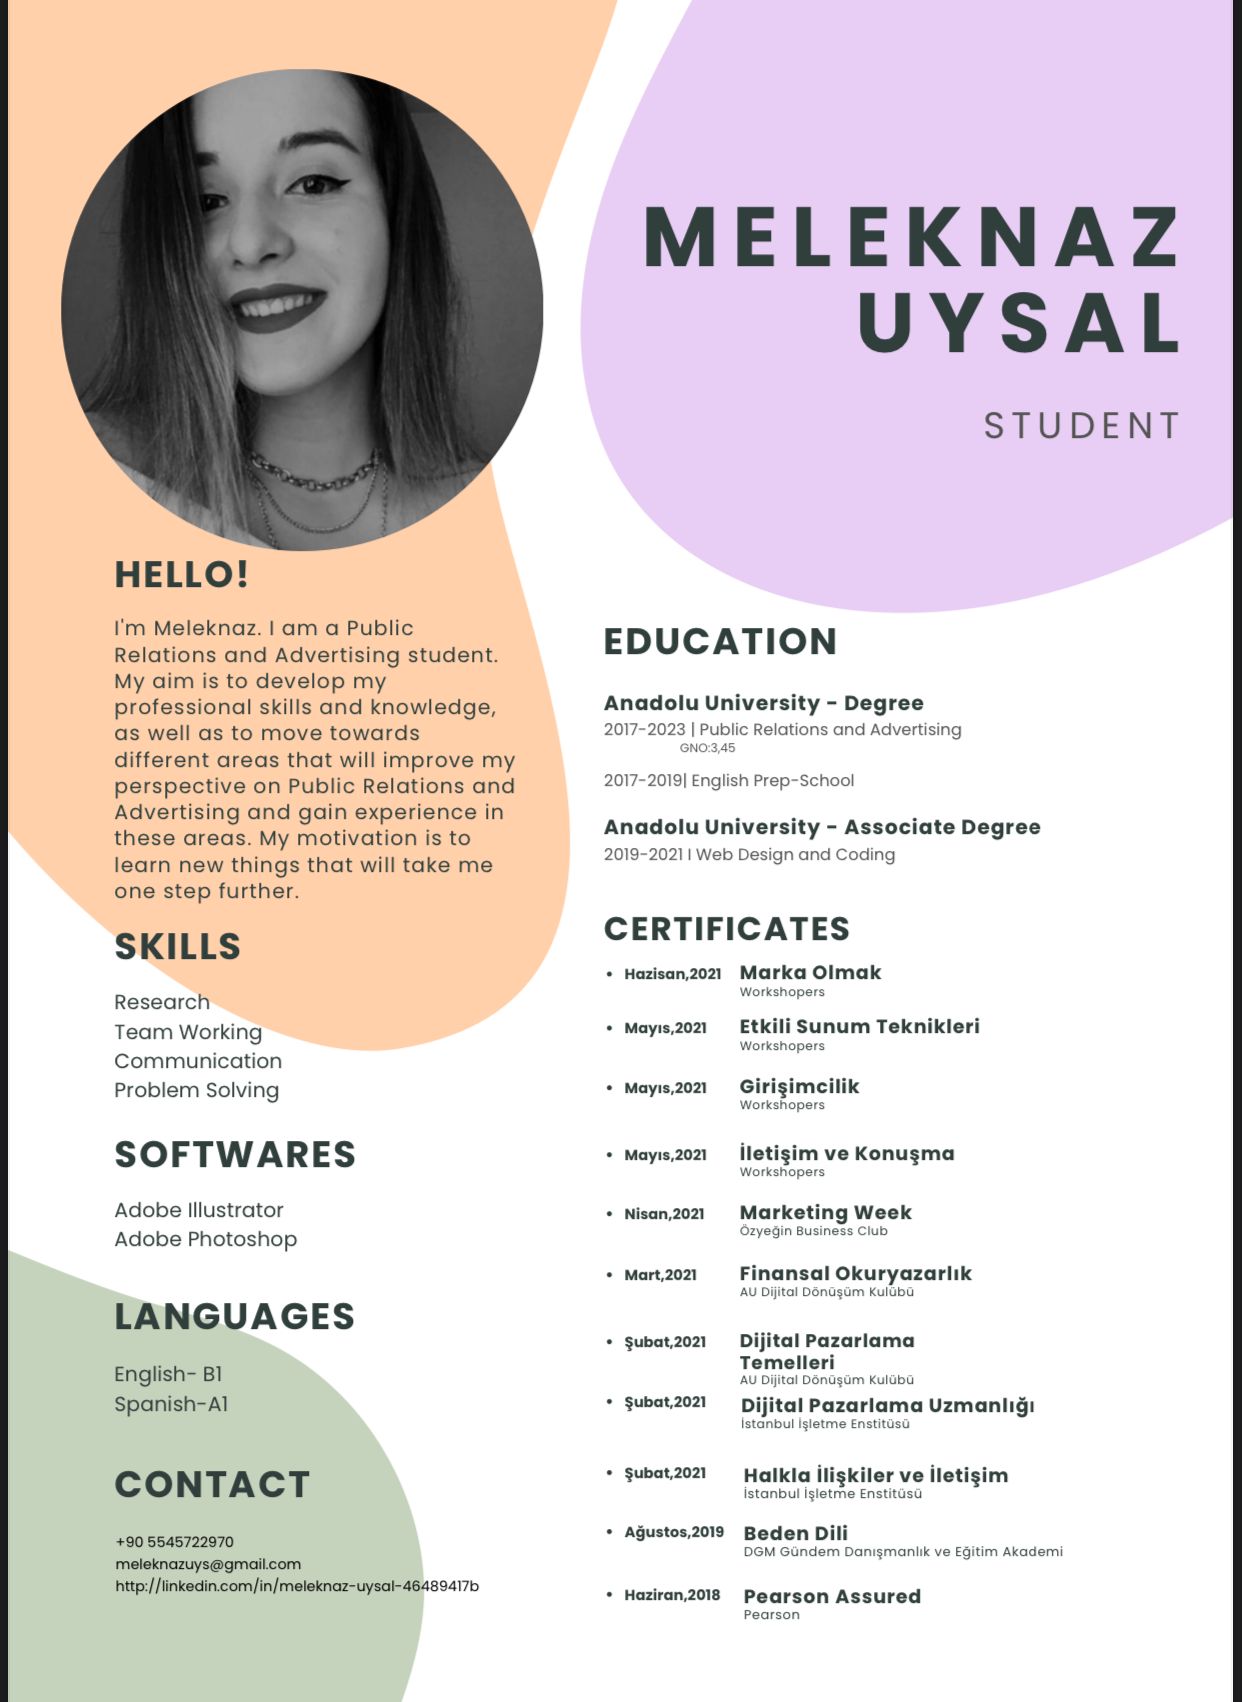 MELEKNAZ
UYSAL
STUDENT
HELLO!
I'm Meleknaz. I am a Public
Relations and Advertising student.
My aim is to develop my
professional skills and knowledge,
as well as to move towards
different areas that will improve my
perspective on Public Relations and
Advertising and gain experience in
these areas. My motivation is to
learn new things that will take me
one step further.
SKILLS
Research
Team Working
Communication
Problem Solving
SOFTWARES
Adobe Illustrator
Adobe Photoshop
LANGUAGES
English- B1
Spanish-A1
CONTACT
+90 5545722970
meleknazuys@gmail.com
http://linkedin.com/in/meleknaz-uysal-46489417b
EDUCATION
Anadolu University - Degree
2017-2023 | Public Relations and Advertising
GNO:3,45
2017-2019| English Prep-School
Anadolu University - Associate Degree
2019-2021 I Web Design and Coding
CERTIFICATES
• Hazisan,2021 Marka Olmak
Workshopers
• Mayıs,2021 Etkili Sunum Teknikleri
Workshopers
• Mayıs,2021 Girişimcilik
Workshopers
• Mayıs,2021 İletişim ve Konuşma
Workshopers
• Nisan,2021 Marketing Week
Özyeğin Business Club
• Mart,2021 Finansal Okuryazarlık
AU Dijital Dönüşüm Kulübü
• Şubat,2021 Dijital Pazarlama
Temelleri
AU Dijital Dönüşüm Kulübü
• Şubat,2021 Dijital Pazarlama Uzmanlığı
İstanbul İşletme Enstitüsü
• Şubat,2021 Halkla İlişkiler ve İletişim
İstanbul İşletme Enstitüsü
• Ağustos,2019 Beden Dili
DGM Gündem Danışmanlık ve Eğitim Akademi
• Haziran,2018 Pearson Assured
Pearson